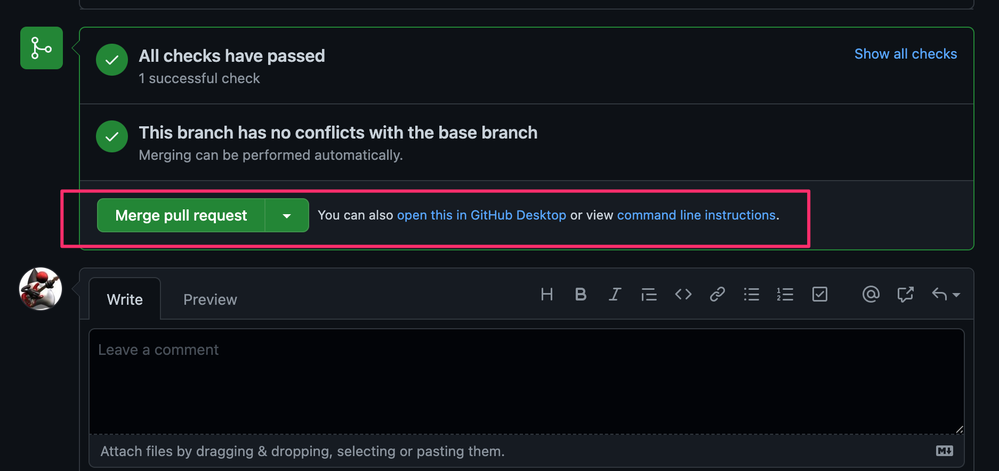 All checks have passed
Show all checks
1 successful check
This branch has no conflicts with the base branch
Merging can be performed automatically.
Merge pull request
You can also open this in GitHub Desktop or view command line instructions.
Write
Preview
Leave a comment
Attach files by dragging & dropping, selecting or pasting them.